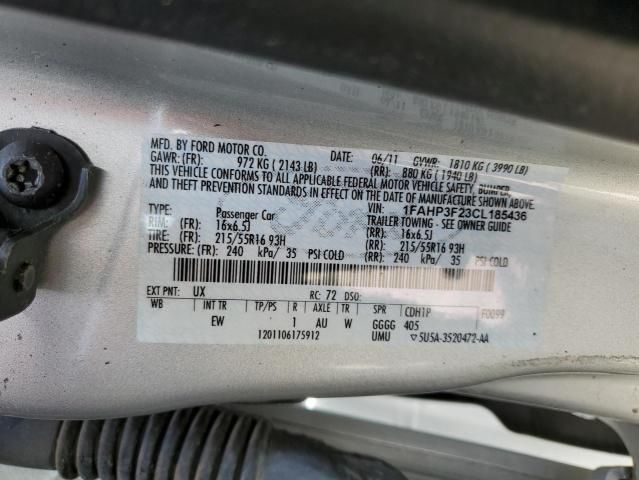 MFD. BY FORD MOTOR CO.
DATE: 06/11 GVWR: 1810 KG ( 3990 LB)
GAWR: (FR): 972 KG ( 2143 LB) (RR): 880 KG ( 1940 LB)
THIS VEHICLE CONFORMS TO ALL APPLICABLE FEDERAL MOTOR VEHICLE SAFETY, BUMPER,
AND THEFT PREVENTION STANDARDS IN EFFECT ON THE DATE OF MANUFACTURE SHOWN ABOVE.
VIN: 1FAHP3F23CL185436
TYPE: Passenger Car TRAILER TOWING - SEE OWNER GUIDE
RIME: (FR): 16x6.5J (RR): 16x6.5J
TIRE: (FR): 215/55R16 93H (RR): 215/55R16 93H
PRESSURE: (FR): 240 kPa/ 35 PSI COLD (RR): 240 kPa/ 35 PSI COLD
EXT PNT: UX RC: 72 DSO:
WB INT TR TP/PS R AXLE TR SPR CDH1P F0099
EW 1 AU W GGGG 405
1201106175912 UMU ▽5U5A-3520472-AA